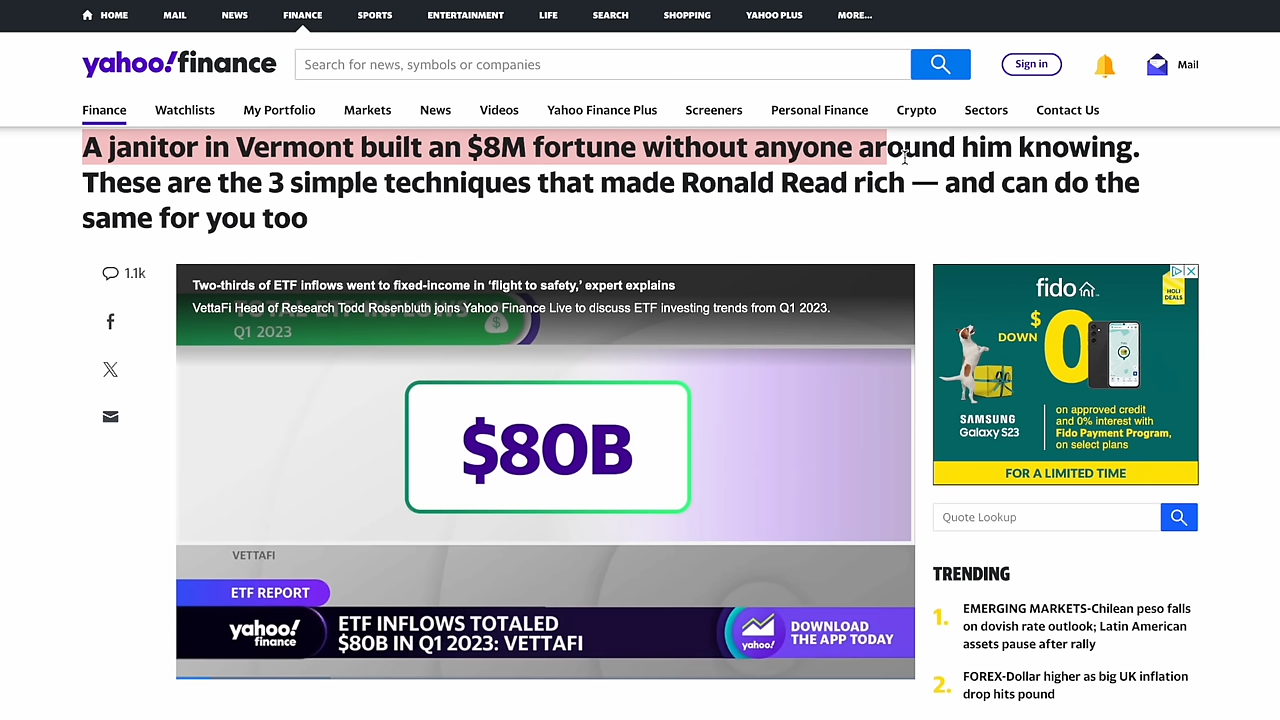 HOME MAIL NEWS FINANCE SPORTS ENTERTAINMENT LIFE SEARCH SHOPPING YAHOO PLUS MORE...
yahoo!finance
Search for news, symbols or companies
Sign in
Mail
Finance Watchlists My Portfolio Markets News Videos Yahoo Finance Plus Screeners Personal Finance Crypto Sectors Contact Us
A janitor in Vermont built an $8M fortune without anyone around him knowing.
These are the 3 simple techniques that made Ronald Read rich — and can do the
same for you too
1.1k
Two-thirds of ETF inflows went to fixed-income in 'flight to safety,' expert explains
VettaFi Head of Research Todd Rosenbluth joins Yahoo Finance Live to discuss ETF investing trends from Q1 2023.
TOTAL ETF INFLOWS
Q1 2023
$
$80B
VETTAFI
ETF REPORT
yahoo!
finance
ETF INFLOWS TOTALED
$80B IN Q1 2023: VETTAFI
yahoo!
DOWNLOAD
THE APP TODAY
fido
HOLI
DEALS
$0
DOWN
SAMSUNG
Galaxy S23
on approved credit
and 0% interest with
Fido Payment Program,
on select plans
FOR A LIMITED TIME
Quote Lookup
TRENDING
1. EMERGING MARKETS-Chilean peso falls
on dovish rate outlook; Latin American
assets pause after rally
2. FOREX-Dollar higher as big UK inflation
drop hits pound